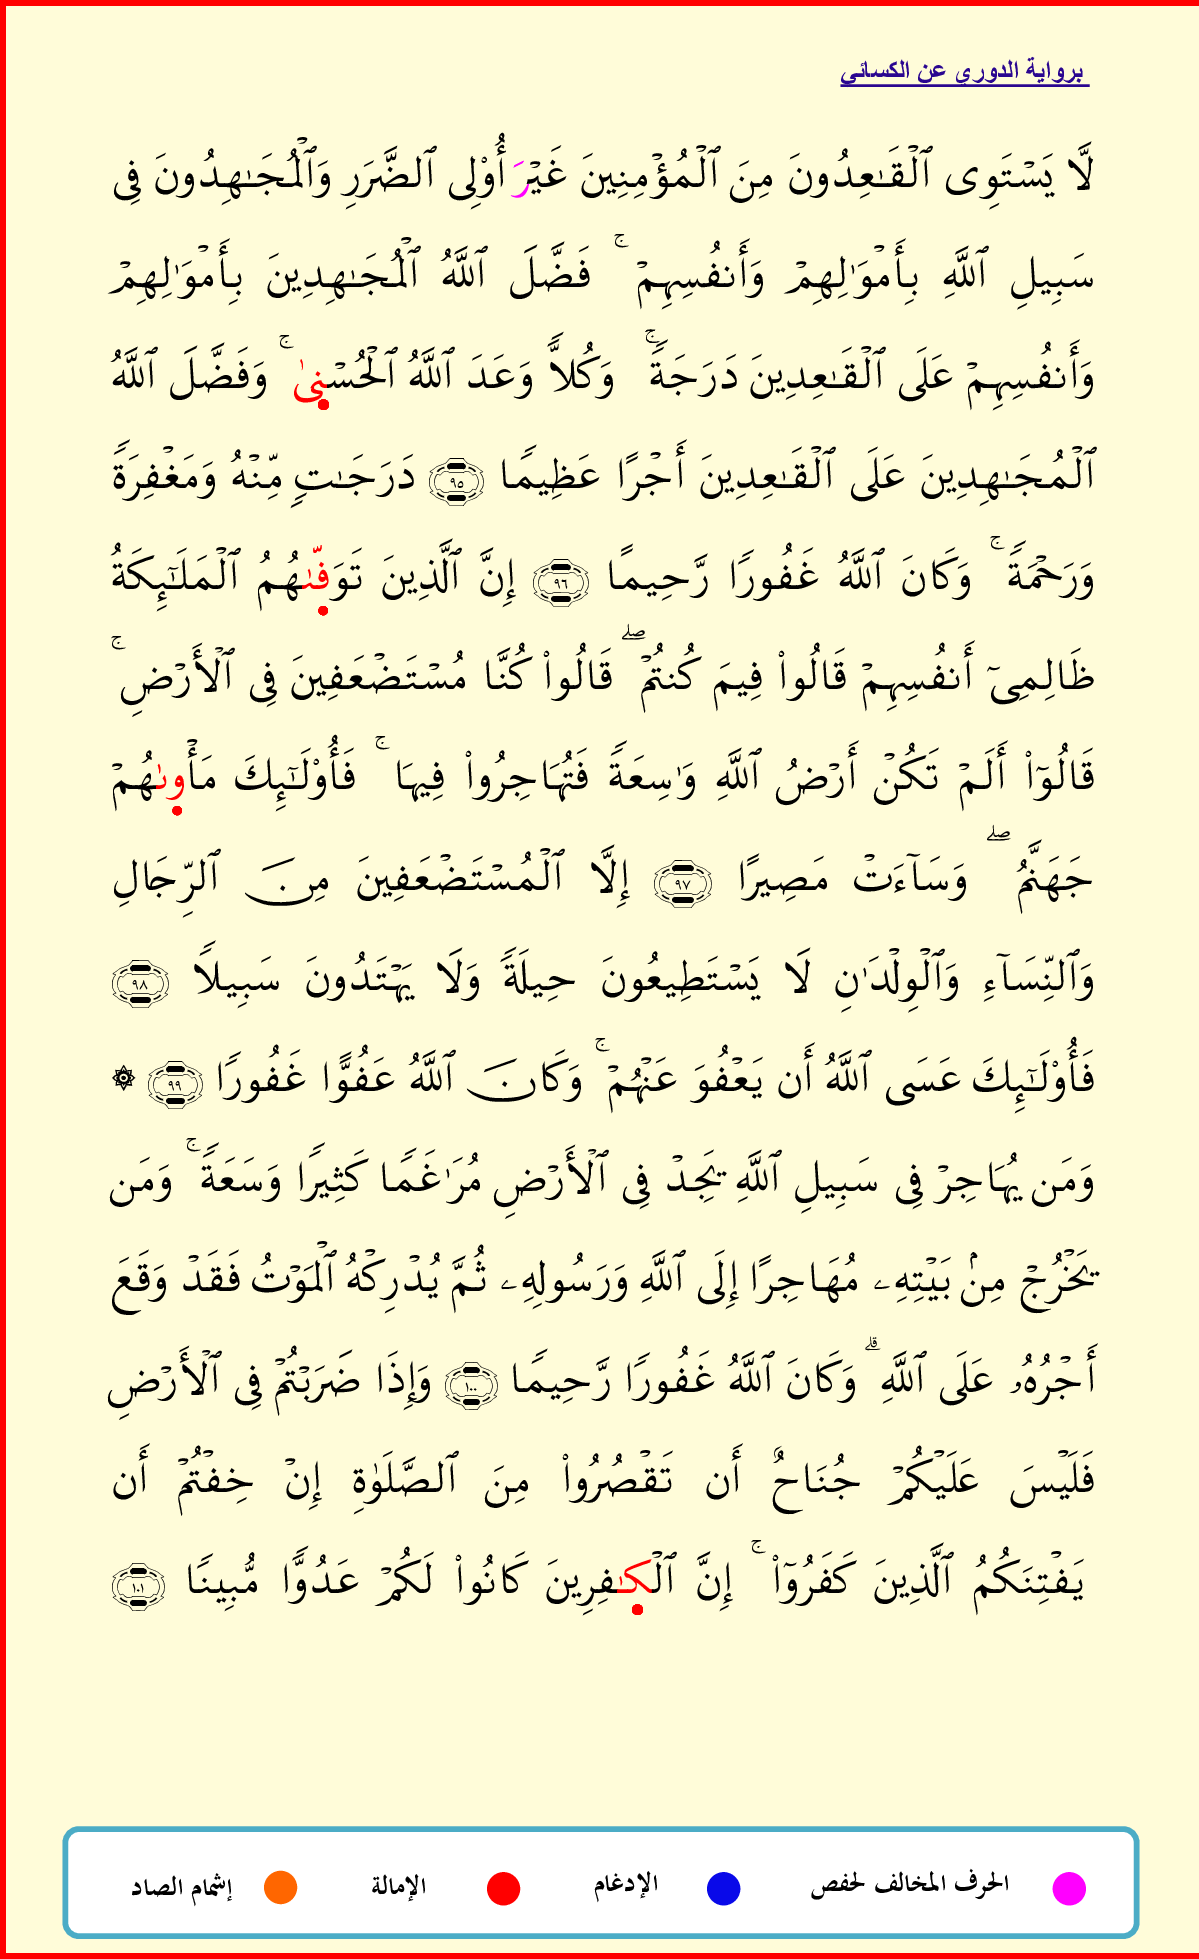 برواية الدوري عن الكسائي
لَّا يَسۡتَوِى ٱلۡقَـٰعِدُونَ مِنَ ٱلۡمُؤۡمِنِينَ غَيۡرَ أُوْلِى ٱلضَّرَرِ وَٱلۡمُجَـٰهِدُونَ فِى
سَبِيلِ ٱللَّهِ بِأَمۡوَٰلِهِمۡ وَأَنفُسِهِمۡ ۚ فَضَّلَ ٱللَّهُ ٱلۡمُجَـٰهِدِينَ بِأَمۡوَٰلِهِمۡ
وَأَنفُسِهِمۡ عَلَى ٱلۡقَـٰعِدِينَ دَرَجَةً ۚ وَكُلاًّ وَعَدَ ٱللَّهُ ٱلۡحُسۡنِىٰ ۚ وَفَضَّلَ ٱللَّهُ
ٱلۡمُجَـٰهِدِينَ عَلَى ٱلۡقَـٰعِدِينَ أَجۡرًا عَظِيمًا ٩٥ دَرَجَـٰتٍ مِّنۡهُ وَمَغۡفِرَةً
وَرَحۡمَةً ۚ وَكَانَ ٱللَّهُ غَفُورًا رَّحِيمًا ٩٦ إِنَّ ٱلَّذِينَ تَوَفّىٰهُمُ ٱلۡمَلَـٰٓئِكَةُ
ظَالِمِىٓ أَنفُسِهِمۡ قَالُواْ فِيمَ كُنتُمۡ ۖ قَالُواْ كُنَّا مُسۡتَضۡعَفِينَ فِى ٱلۡأَرۡضِ ۚ
قَالُوٓاْ أَلَمۡ تَكُنۡ أَرۡضُ ٱللَّهِ وَٰسِعَةً فَتُهَاجِرُواْ فِيهَا ۚ فَأُوْلَـٰٓئِكَ مَأۡوىٰهُمۡ
جَهَنَّمُ ۖ وَسَآءَتۡ مَصِيرًا ٩٧ إِلَّا ٱلۡمُسۡتَضۡعَفِينَ مِنَ ٱلرِّجَالِ
وَٱلنِّسَآءِ وَٱلۡوِلۡدَٰنِ لَا يَسۡتَطِيعُونَ حِيلَةً وَلَا يَهۡتَدُونَ سَبِيلاً ٩٨
فَأُوْلَـٰٓئِكَ عَسَى ٱللَّهُ أَن يَعۡفُوَ عَنۡهُمۡ ۚ وَكَانَ ٱللَّهُ عَفُوًّا غَفُورًا ٩٩ ۞
وَمَن يُهَاجِرۡ فِى سَبِيلِ ٱللَّهِ يَجِدۡ فِى ٱلۡأَرۡضِ مُرَٰغَمًا كَثِيرًا وَسَعَةً ۚ وَمَن
يَخۡرُجۡ مِنۢ بَيۡتِهِۦ مُهَاجِرًا إِلَى ٱللَّهِ وَرَسُولِهِۦ ثُمَّ يُدۡرِكۡهُ ٱلۡمَوۡتُ فَقَدۡ وَقَعَ
أَجۡرُهُۥ عَلَى ٱللَّهِ ۗ وَكَانَ ٱللَّهُ غَفُورًا رَّحِيمًا ١٠٠ وَإِذَا ضَرَبۡتُمۡ فِى ٱلۡأَرۡضِ
فَلَيۡسَ عَلَيۡكُمۡ جُنَاحٌ أَن تَقۡصُرُواْ مِنَ ٱلصَّلَوٰةِ إِنۡ خِفۡتُمۡ أَن
يَفۡتِنَكُمُ ٱلَّذِينَ كَفَرُوٓاْ ۚ إِنَّ ٱلۡكَـٰفِرِينَ كَانُواْ لَكُمۡ عَدُوًّا مُّبِينًا ١٠١
الحرف المخالف لحفص الإدغام الإمالة إشمام الصاد